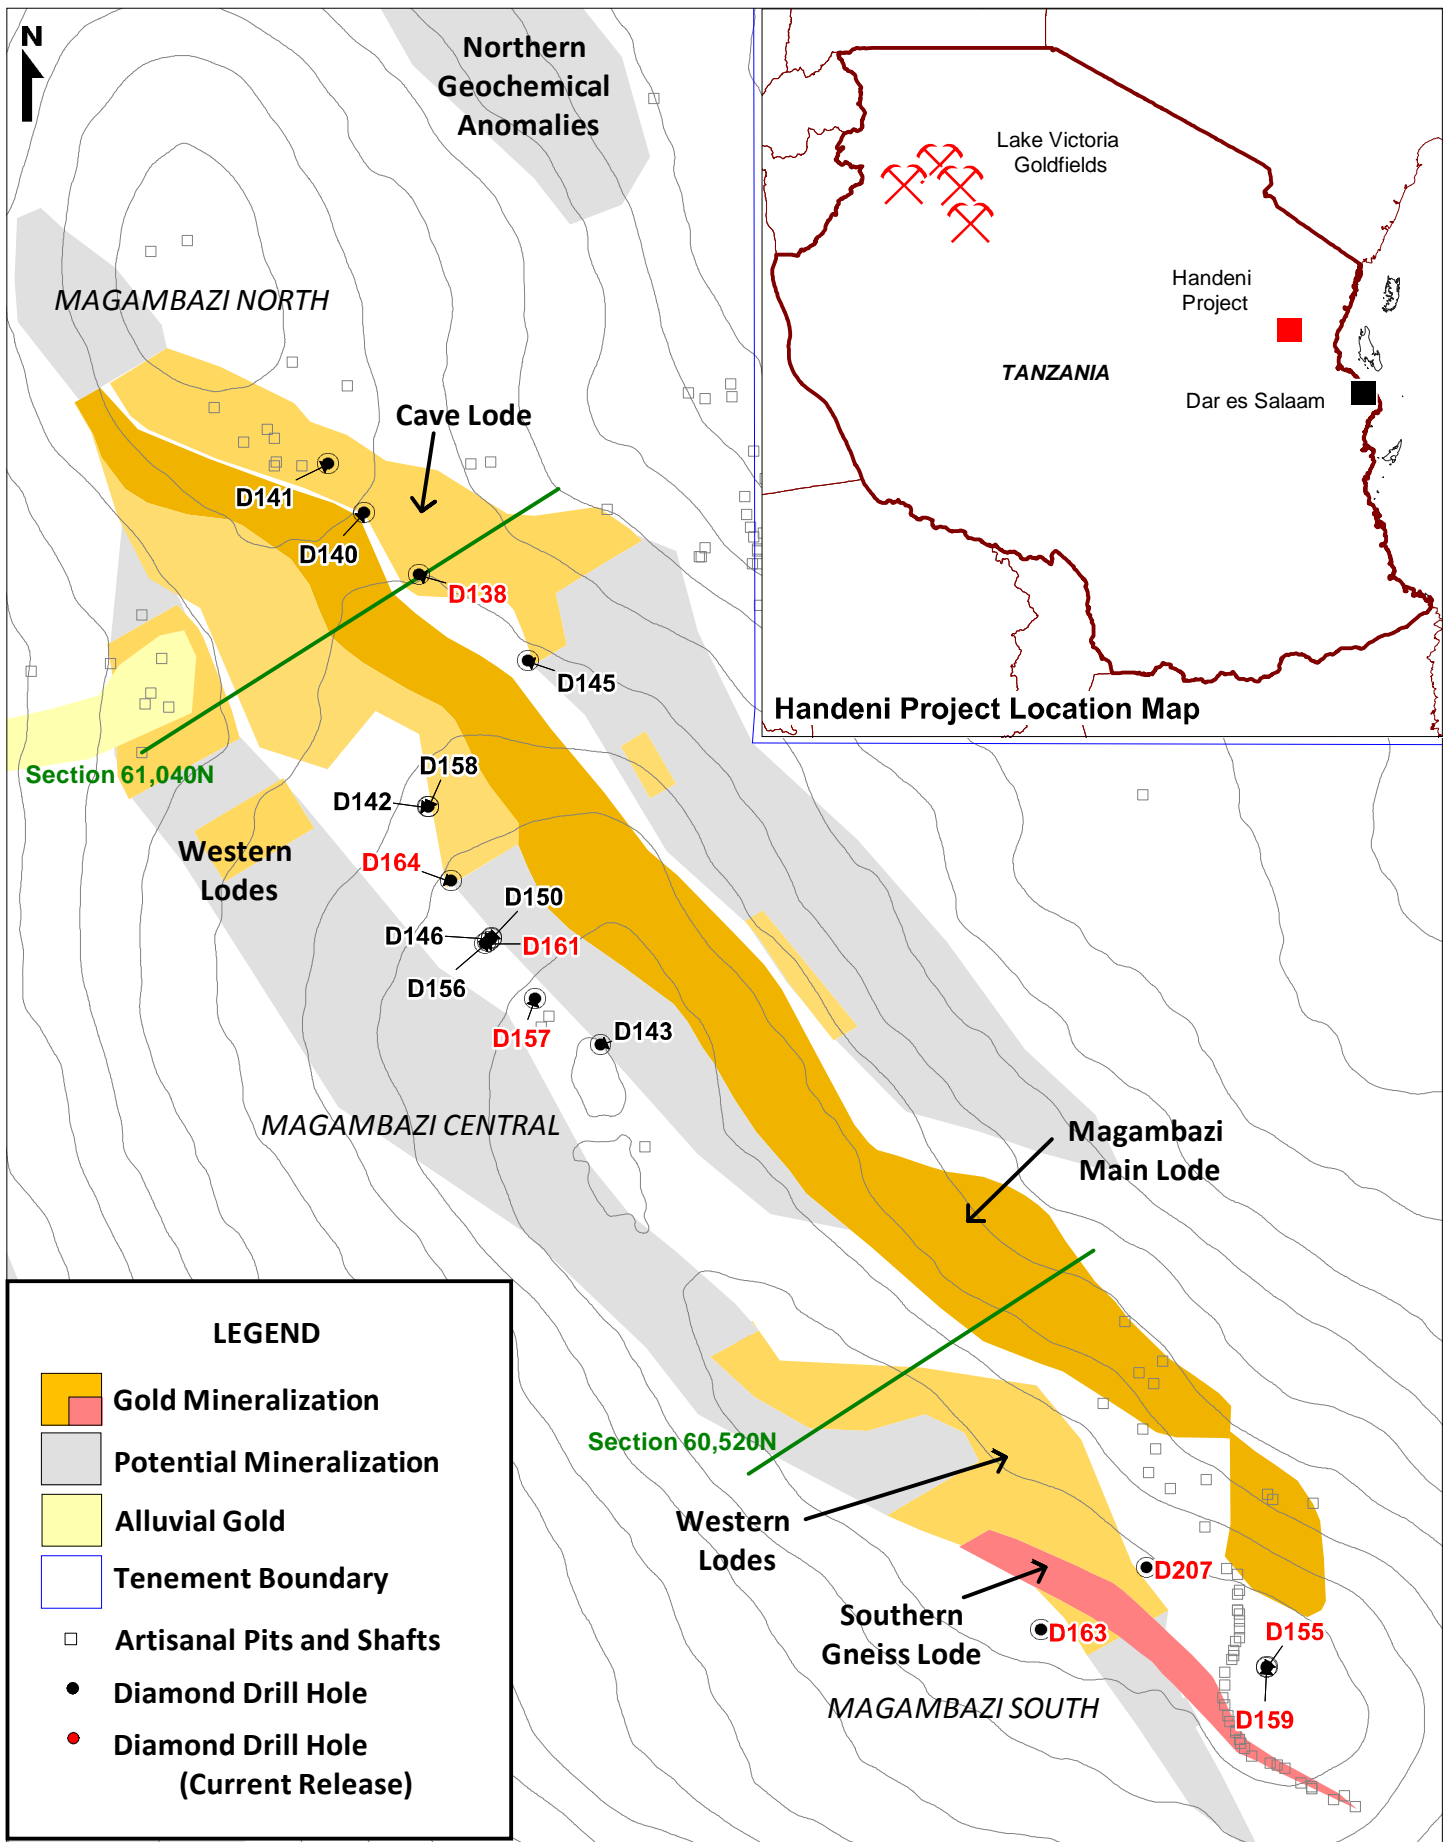 N
Northern
Geochemical
Anomalies
Lake Victoria
Goldfields
Handeni
Project
TANZANIA
Dar es Salaam
Handeni Project Location Map
MAGAMBAZI NORTH
Cave Lode
D141
D140
D138
D145
Section 61,040N
D158
D142
Western
Lodes
D164
D150
D146
D161
D156
D157
D143
MAGAMBAZI CENTRAL
Magambazi
Main Lode
Section 60,520N
Western
Lodes
D207
Southern
Gneiss Lode
D163
D155
MAGAMBAZI SOUTH
D159
LEGEND
Gold Mineralization
Potential Mineralization
Alluvial Gold
Tenement Boundary
Artisanal Pits and Shafts
Diamond Drill Hole
Diamond Drill Hole
(Current Release)